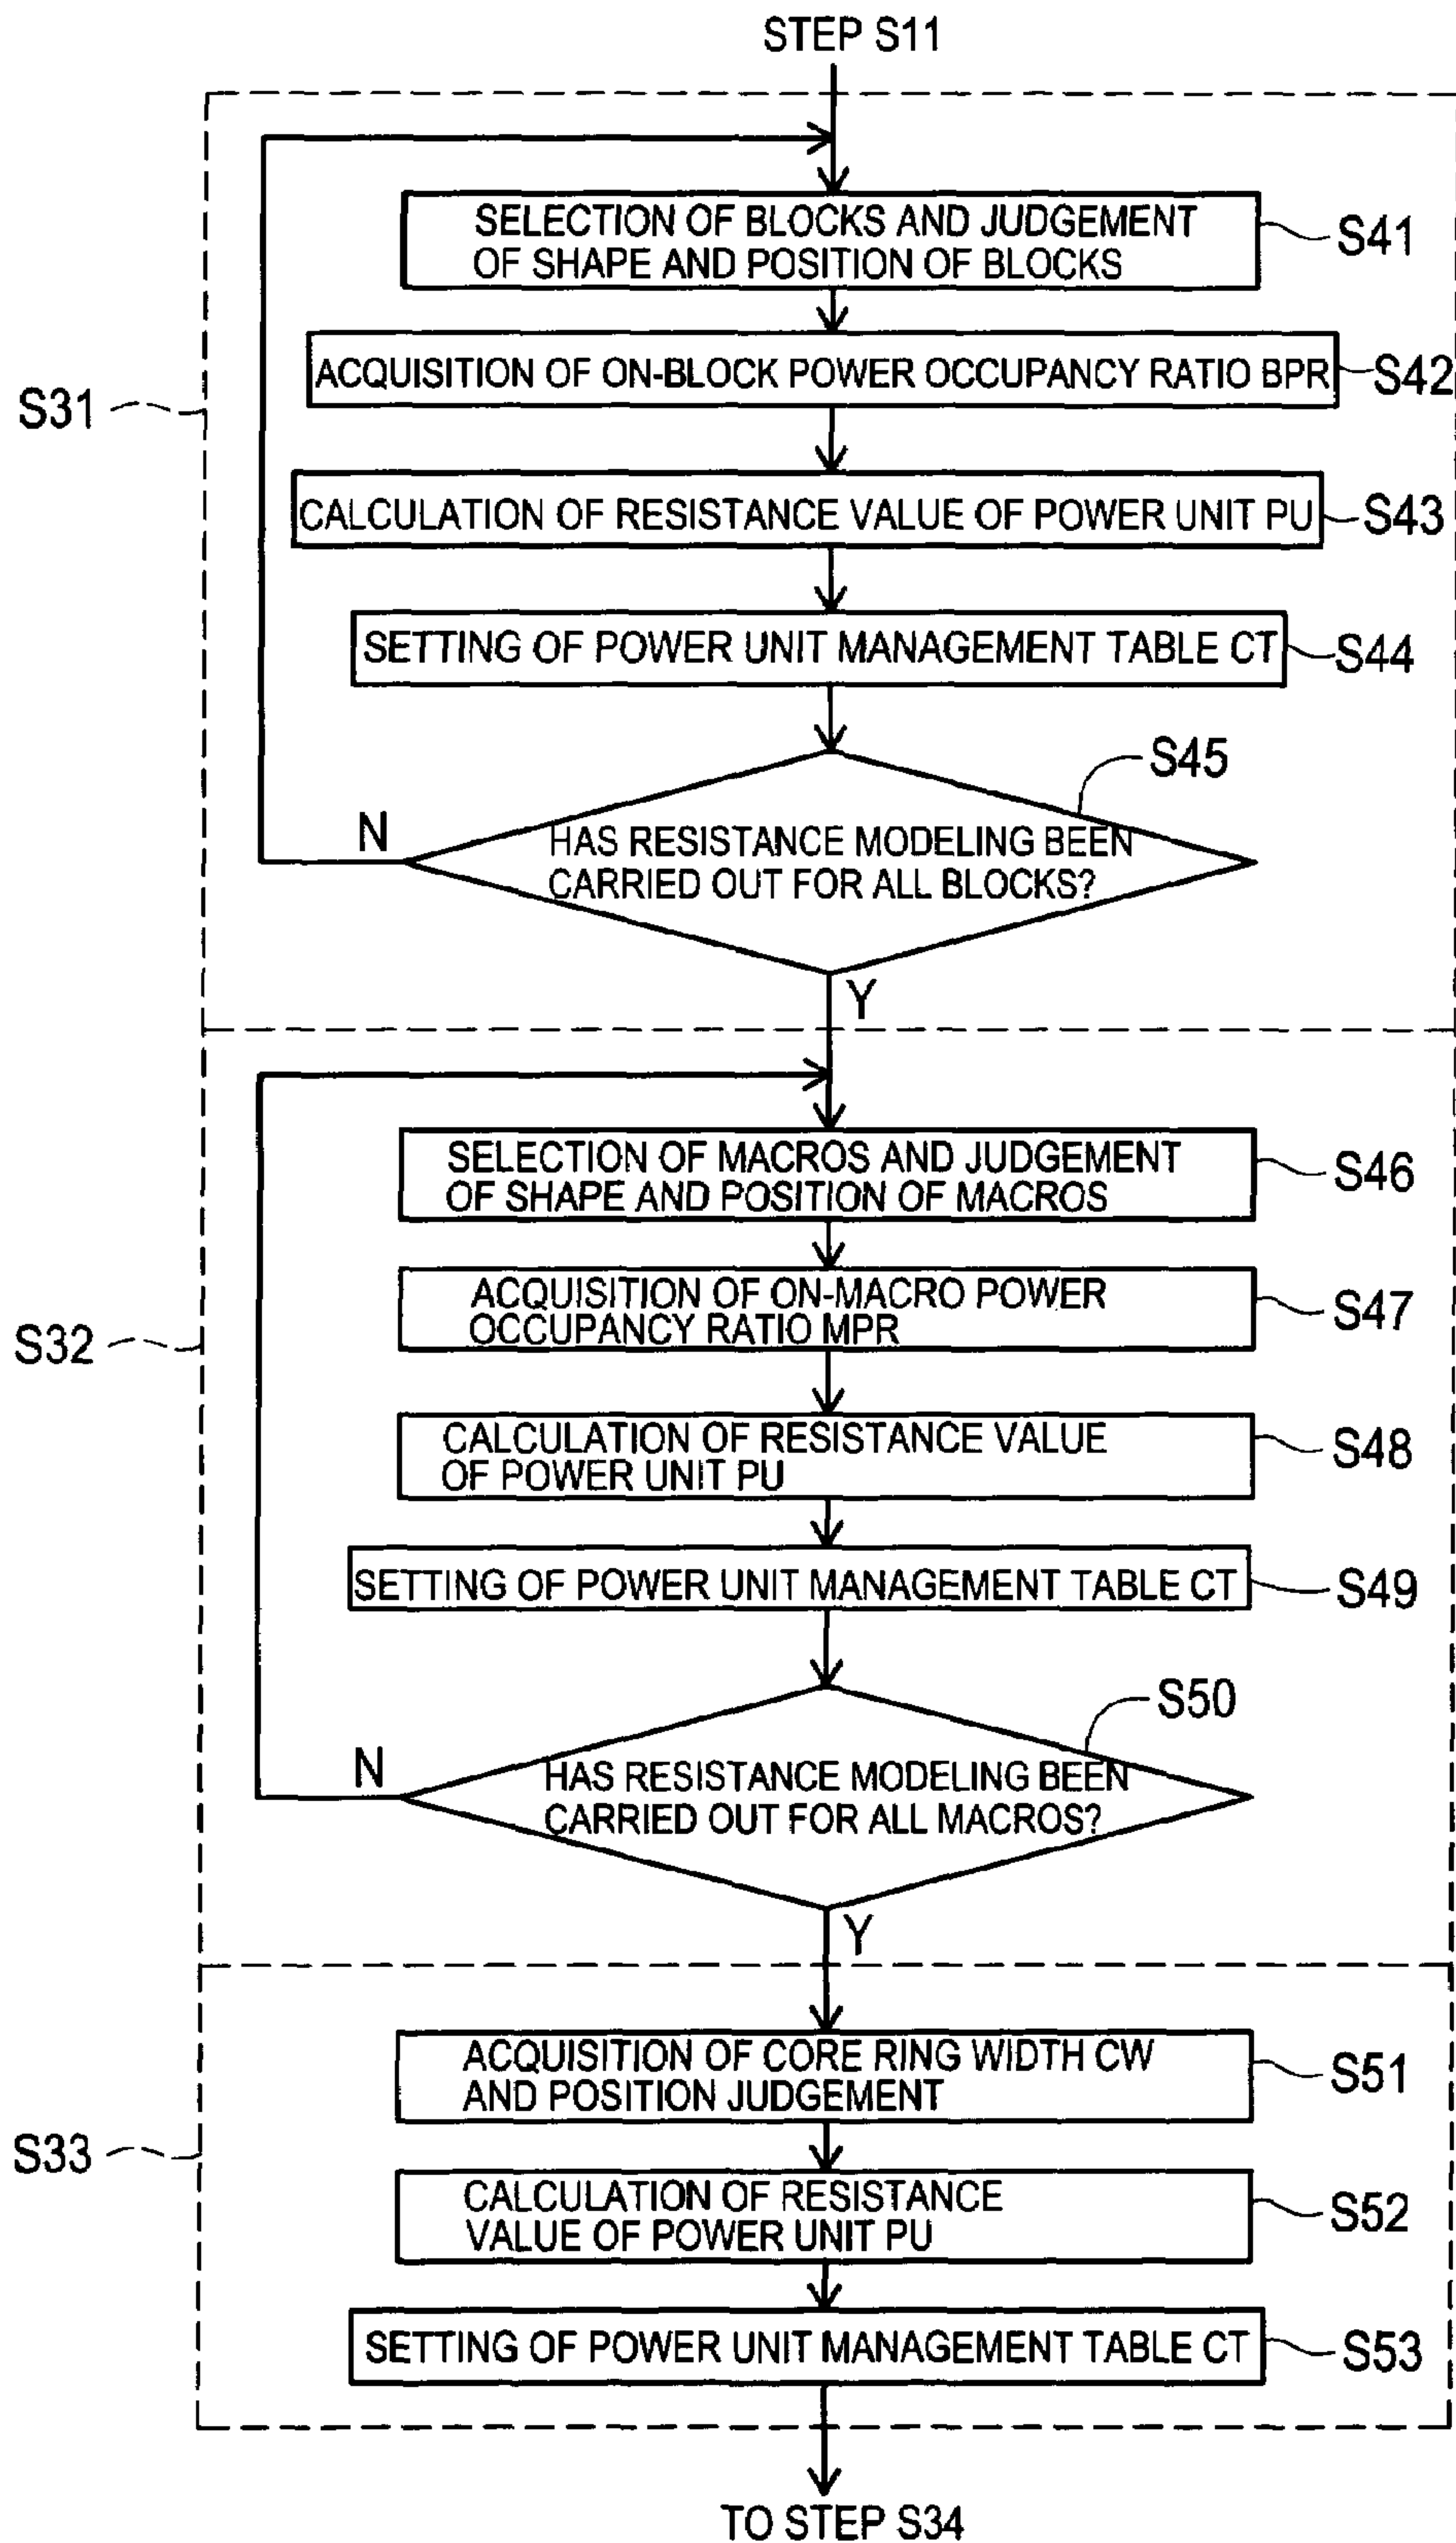 STEP S11
SELECTION OF BLOCKS AND JUDGEMENT
OF SHAPE AND POSITION OF BLOCKS
S41
ACQUISITION OF ON-BLOCK POWER OCCUPANCY RATIO BPR
S42
S31
CALCULATION OF RESISTANCE VALUE OF POWER UNIT PU
S43
SETTING OF POWER UNIT MANAGEMENT TABLE CT
S44
S45
N
HAS RESISTANCE MODELING BEEN
CARRIED OUT FOR ALL BLOCKS?
Y
SELECTION OF MACROS AND JUDGEMENT
OF SHAPE AND POSITION OF MACROS
S46
ACQUISITION OF ON-MACRO POWER
OCCUPANCY RATIO MPR
S47
S32
CALCULATION OF RESISTANCE VALUE
OF POWER UNIT PU
S48
SETTING OF POWER UNIT MANAGEMENT TABLE CT
S49
S50
N
HAS RESISTANCE MODELING BEEN
CARRIED OUT FOR ALL MACROS?
Y
ACQUISITION OF CORE RING WIDTH CW
AND POSITION JUDGEMENT
S51
S33
CALCULATION OF RESISTANCE
VALUE OF POWER UNIT PU
S52
SETTING OF POWER UNIT MANAGEMENT TABLE CT
S53
TO STEP S34